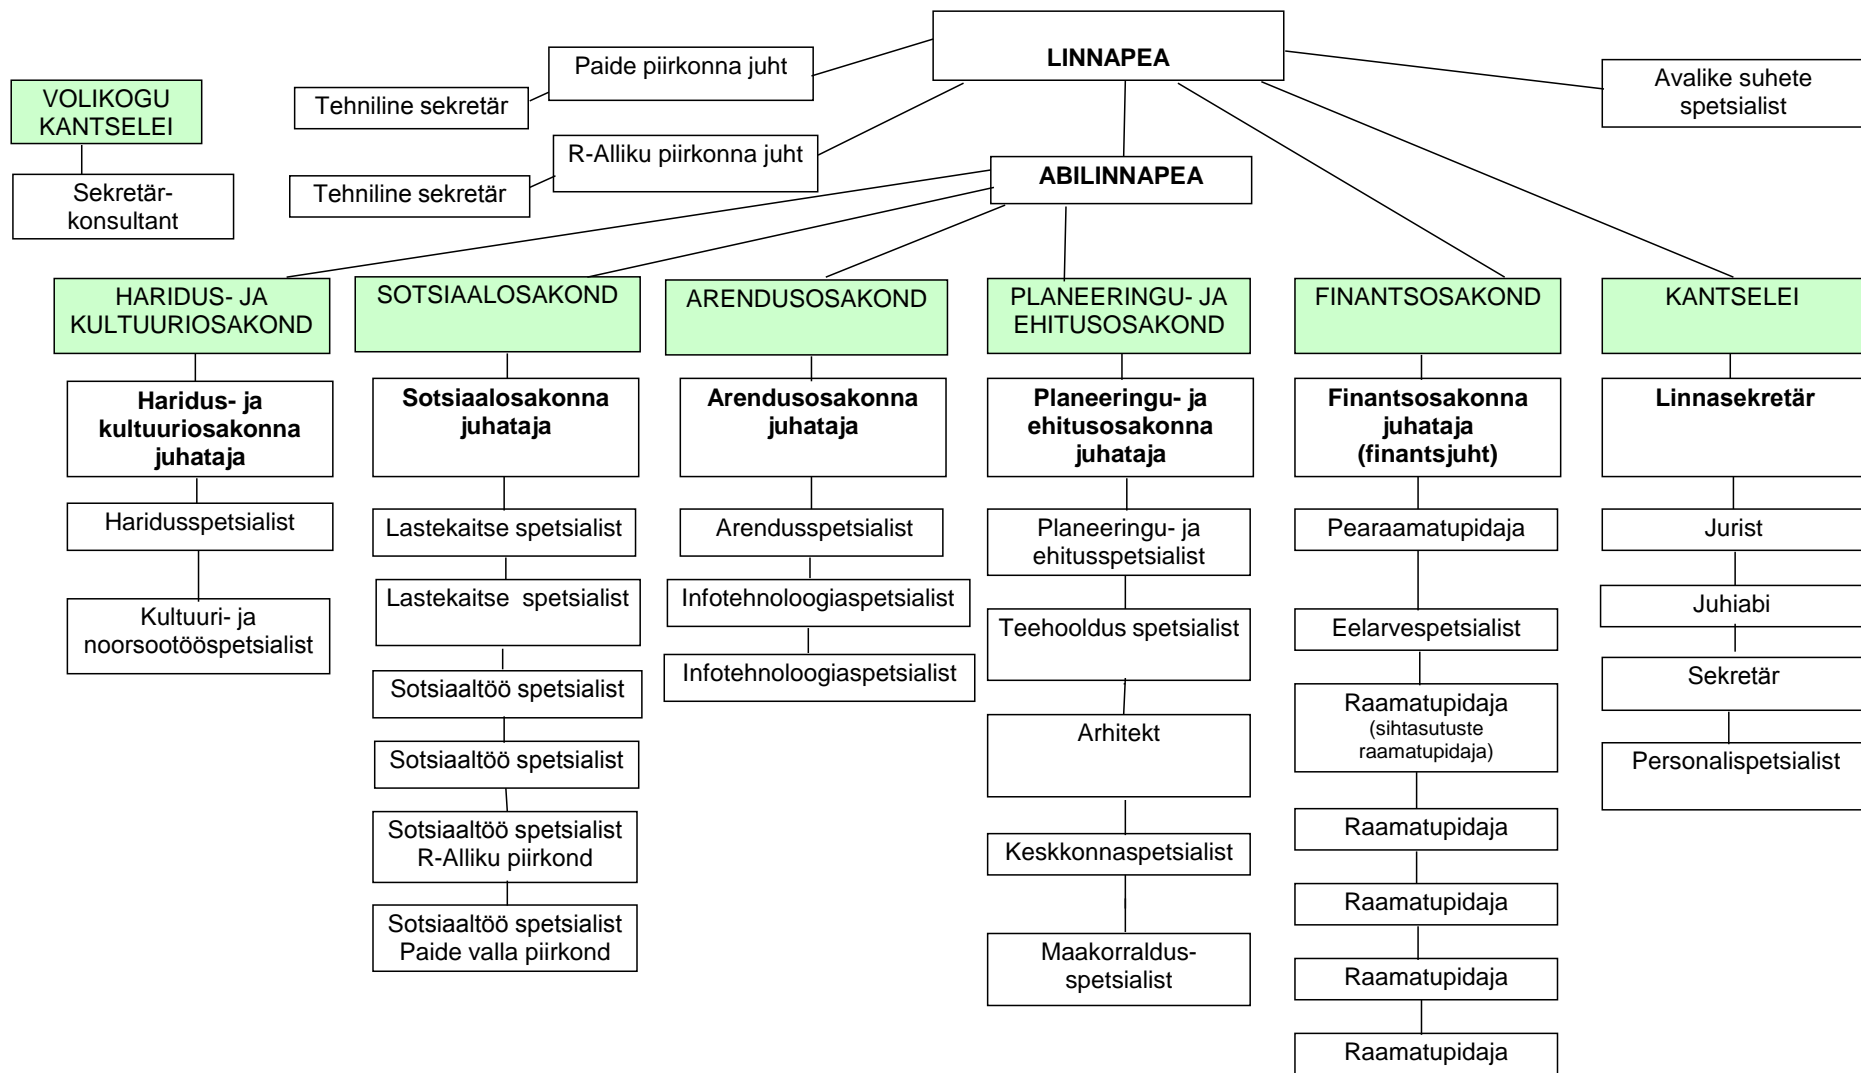 LINNAPEA
Paide piirkonna juht
Tehniline sekretär
Avalike suhete
spetsialist
VOLIKOGU
KANTSELEI
Sekretär-
konsultant
R-Alliku piirkonna juht
Tehniline sekretär
ABILINNAPEA
HARIDUS- JA
KULTUURIOSAKOND
Haridus- ja
kultuuriosakonna
juhataja
Haridusspetsialist
Kultuuri- ja
noorsootööspetsialist
SOTSIAALOSAKOND
Sotsiaalosakonna
juhataja
Lastekaitse spetsialist
Lastekaitse  spetsialist
Sotsiaaltöö spetsialist
Sotsiaaltöö spetsialist
Sotsiaaltöö spetsialist
R-Alliku piirkond
Sotsiaaltöö spetsialist
Paide valla piirkond
ARENDUSOSAKOND
Arendusosakonna
juhataja
Arendusspetsialist
Infotehnoloogiaspetsialist
Infotehnoloogiaspetsialist
PLANEERINGU- JA
EHITUSOSAKOND
Planeeringu- ja
ehitusosakonna
juhataja
Planeeringu- ja
ehitusspetsialist
Teehooldus spetsialist
Arhitekt
Keskkonnaspetsialist
Maakorraldus-
spetsialist
FINANTSOSAKOND
Finantsosakonna
juhataja
(finantsjuht)
Pearaamatupidaja
Eelarvespetsialist
Raamatupidaja
(sihtasutuste
raamatupidaja)
Raamatupidaja
Raamatupidaja
Raamatupidaja
Raamatupidaja
KANTSELEI
Linnasekretär
Jurist
Juhiabi
Sekretär
Personalispetsialist